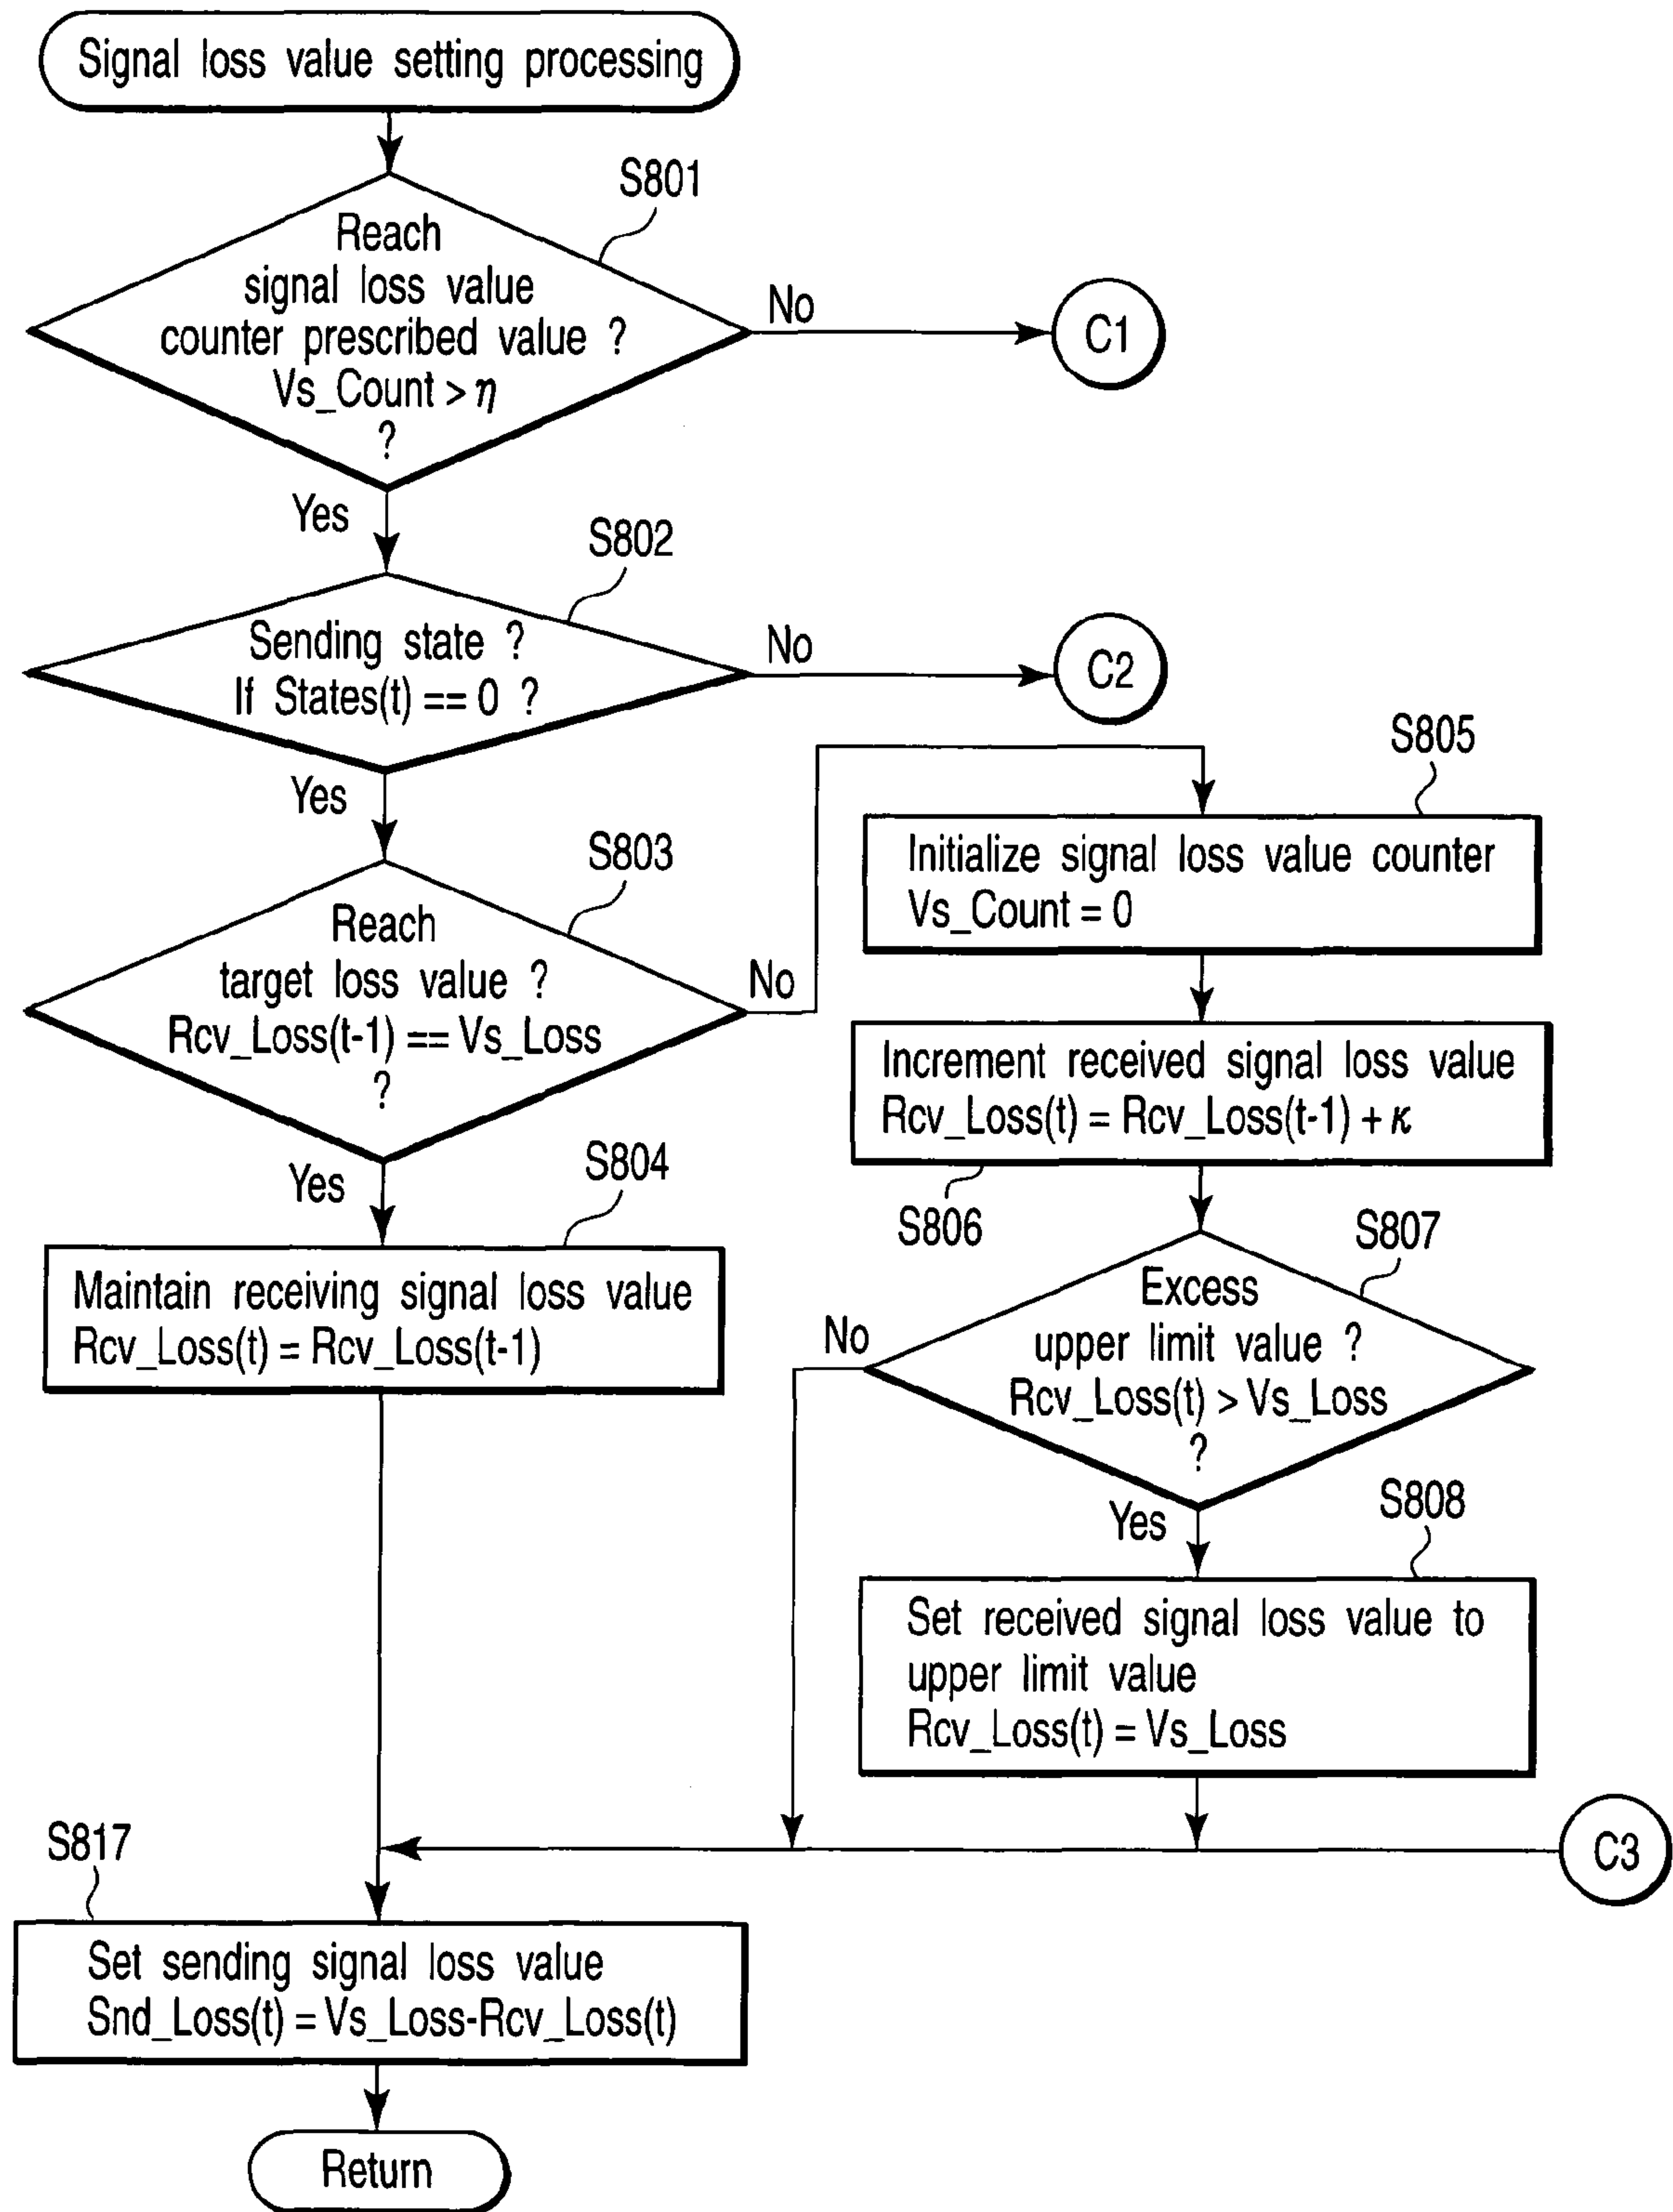 Signal loss value setting processing
S801
Reach
signal loss value
counter prescribed value ?
Vs_Count > η
?
No
C1
Yes
S802
Sending state ?
If States(t) == 0 ?
No
C2
Yes
S803
Reach
target loss value ?
Rcv_Loss(t-1) == Vs_Loss
?
No
S805
Initialize signal loss value counter
Vs_Count = 0
Increment received signal loss value
Rcv_Loss(t) = Rcv_Loss(t-1) + κ
S806
Yes
S804
Maintain receiving signal loss value
Rcv_Loss(t) = Rcv_Loss(t-1)
S807
Excess
upper limit value ?
Rcv_Loss(t) > Vs_Loss
?
No
Yes
S808
Set received signal loss value to
upper limit value
Rcv_Loss(t) = Vs_Loss
C3
S817
Set sending signal loss value
Snd_Loss(t) = Vs_Loss-Rcv_Loss(t)
Return